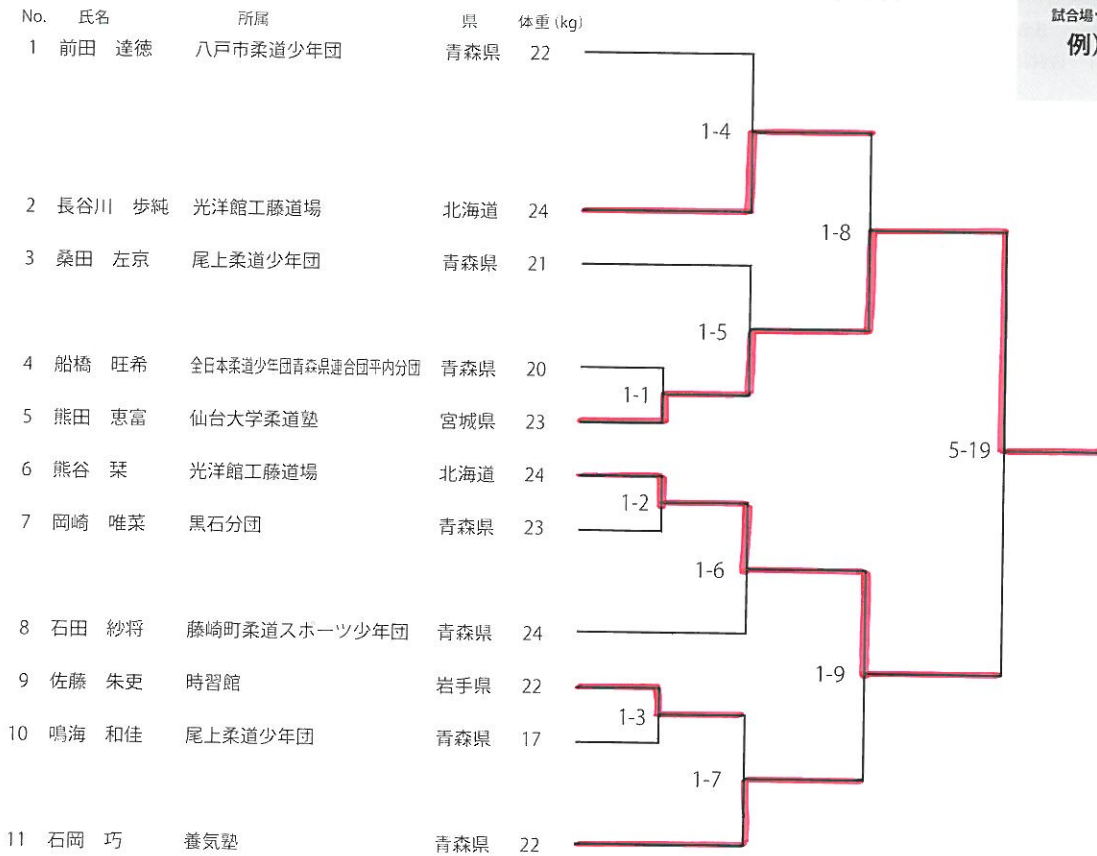 No. 氏名 所属 県 体重(kg)
試合場
例)
1 前田 達徳 八戸市柔道少年団 青森県 22
1-4
2 長谷川 歩純 光洋館工藤道場 北海道 24
1-8
3 桑田 左京 尾上柔道少年団 青森県 21
1-5
4 船橋 旺希 全日本柔道少年団青森県連合団平内分団 青森県 20
1-1
5 熊田 恵富 仙台大学柔道塾 宮城県 23
5-19
6 熊谷 栞 光洋館工藤道場 北海道 24
1-2
7 岡崎 唯菜 黒石分団 青森県 23
1-6
8 石田 紗将 藤崎町柔道スポーツ少年団 青森県 24
1-9
9 佐藤 朱吏 時習館 岩手県 22
1-3
10 鳴海 和佳 尾上柔道少年団 青森県 17
1-7
11 石岡 巧 養気塾 青森県 22